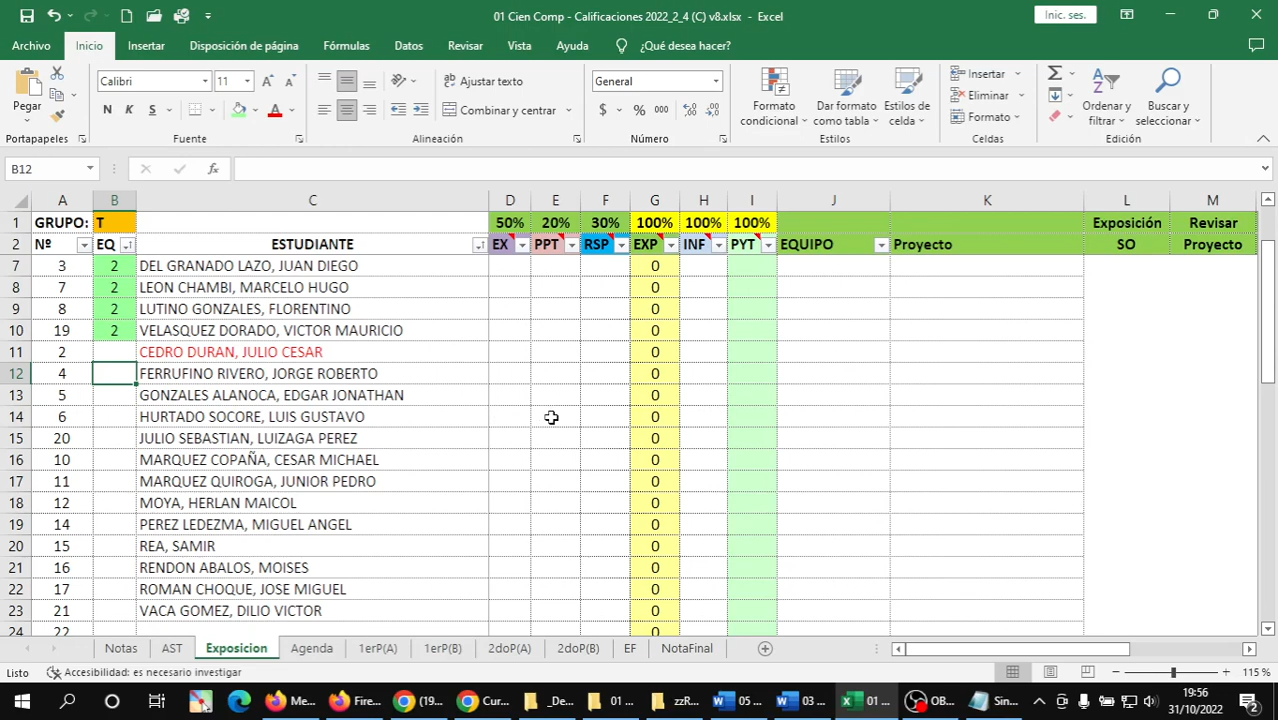 01 Cien Comp - Calificaciones 2022_2_4 (C) v8.xlsx - Excel
Inic. ses.
Archivo Inicio Insertar Disposición de página Fórmulas Datos Revisar Vista Ayuda ¿Qué desea hacer?
Pegar Calibri 11 Ajustar texto General Formato condicional Dar formato como tabla Estilos de celda Insertar Ordenar y filtrar Buscar y seleccionar
N K S Combinar y centrar $ % 000 Eliminar
Formato
Portapapeles Fuente Alineación Número Estilos Celdas Edición
B12 fx
A B C D E F G H I J K L M
1 GRUPO: T 50% 20% 30% 100% 100% 100% Exposición Revisar
2 Nº EQ ESTUDIANTE EX PPT RSP EXP INF PYT EQUIPO Proyecto SO Proyecto
7 3 2 DEL GRANADO LAZO, JUAN DIEGO 0
8 7 2 LEON CHAMBI, MARCELO HUGO 0
9 8 2 LUTINO GONZALES, FLORENTINO 0
10 19 2 VELASQUEZ DORADO, VICTOR MAURICIO 0
11 2 CEDRO DURAN, JULIO CESAR 0
12 4 FERRUFINO RIVERO, JORGE ROBERTO 0
13 5 GONZALES ALANOCA, EDGAR JONATHAN 0
14 6 HURTADO SOCORE, LUIS GUSTAVO 0
15 20 JULIO SEBASTIAN, LUIZAGA PEREZ 0
16 10 MARQUEZ COPAÑA, CESAR MICHAEL 0
17 11 MARQUEZ QUIROGA, JUNIOR PEDRO 0
18 12 MOYA, HERLAN MAICOL 0
19 14 PEREZ LEDEZMA, MIGUEL ANGEL 0
20 15 REA, SAMIR 0
21 16 RENDON ABALOS, MOISES 0
22 17 ROMAN CHOQUE, JOSE MIGUEL 0
23 21 VACA GOMEZ, DILIO VICTOR 0
24 22 0
Notas AST Exposicion Agenda 1erP(A) 1erP(B) 2doP(A) 2doP(B) EF NotaFinal
Listo Accesibilidad: es necesario investigar 115 %
Me... Fire... (19... Cur... _De... 01 ... zzR... 05 ... 03 ... 01 ... OB... Sin... 19:56
31/10/2022 2